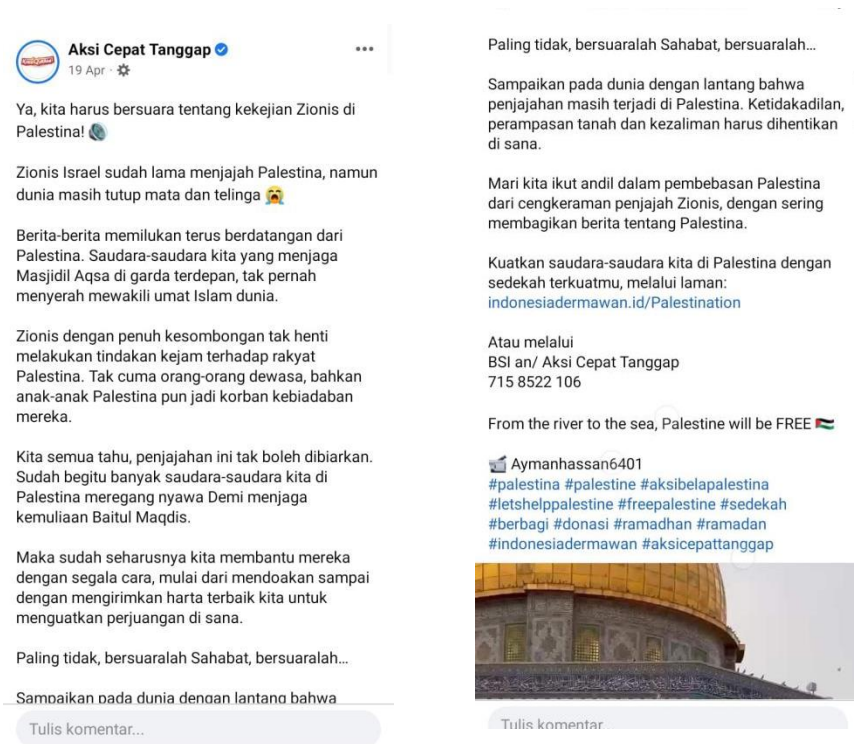 Aksi Cepat Tanggap
19 Apr ·
Ya, kita harus bersuara tentang kekejian Zionis di
Palestina!
Zionis Israel sudah lama menjajah Palestina, namun
dunia masih tutup mata dan telinga 😭
Berita-berita memilukan terus berdatangan dari
Palestina. Saudara-saudara kita yang menjaga
Masjidil Aqsa di garda terdepan, tak pernah
menyerah mewakili umat Islam dunia.
Zionis dengan penuh kesombongan tak henti
melakukan tindakan kejam terhadap rakyat
Palestina. Tak cuma orang-orang dewasa, bahkan
anak-anak Palestina pun jadi korban kebiadaban
mereka.
Kita semua tahu, penjajahan ini tak boleh dibiarkan.
Sudah begitu banyak saudara-saudara kita di
Palestina meregang nyawa Demi menjaga
kemuliaan Baitul Maqdis.
Maka sudah seharusnya kita membantu mereka
dengan segala cara, mulai dari mendoakan sampai
dengan mengirimkan harta terbaik kita untuk
menguatkan perjuangan di sana.
Paling tidak, bersuaralah Sahabat, bersuaralah...
Sampaikan pada dunia dengan lantang bahwa
Tulis komentar...
Paling tidak, bersuaralah Sahabat, bersuaralah...
Sampaikan pada dunia dengan lantang bahwa
penjajahan masih terjadi di Palestina. Ketidakadilan,
perampasan tanah dan kezaliman harus dihentikan
di sana.
Mari kita ikut andil dalam pembebasan Palestina
dari cengkeraman penjajah Zionis, dengan sering
membagikan berita tentang Palestina.
Kuatkan saudara-saudara kita di Palestina dengan
sedekah terkuatmu, melalui laman:
indonesiadermawan.id/Palestination
Atau melalui
BSI an/ Aksi Cepat Tanggap
715 8522 106
From the river to the sea, Palestine will be FREE 🇵🇸
Aymanhassan6401
#palestina #palestine #aksibelapalestina
#letshelppalestine #freepalestine #sedekah
#berbagi #donasi #ramadhan #ramadan
#indonesiadermawan #aksicepattanggap
Tulis komentar...